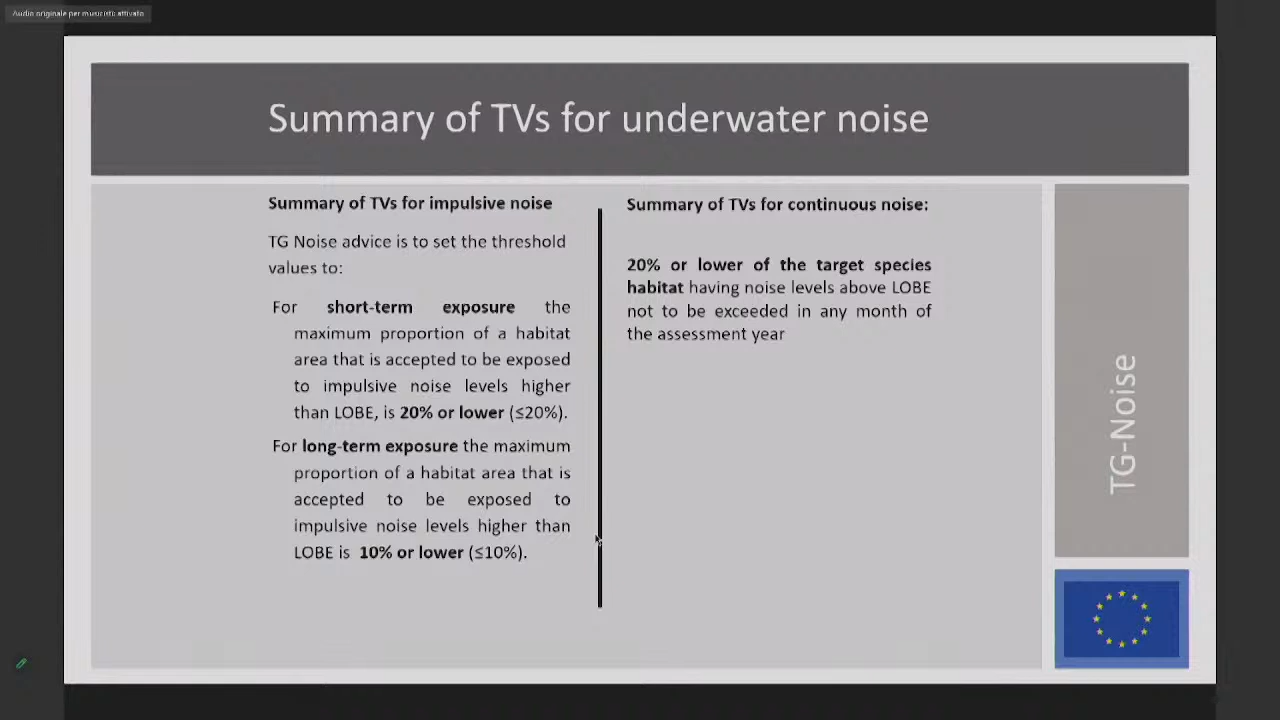 Audio originale per musicisti: attivato
Summary of TVs for underwater noise
Summary of TVs for impulsive noise
TG Noise advice is to set the threshold
values to:
For short-term exposure the
maximum proportion of a habitat
area that is accepted to be exposed
to impulsive noise levels higher
than LOBE, is 20% or lower (≤20%).
For long-term exposure the maximum
proportion of a habitat area that is
accepted to be exposed to
impulsive noise levels higher than
LOBE is 10% or lower (≤10%).
Summary of TVs for continuous noise:
20% or lower of the target species
habitat having noise levels above LOBE
not to be exceeded in any month of
the assessment year
TG-Noise